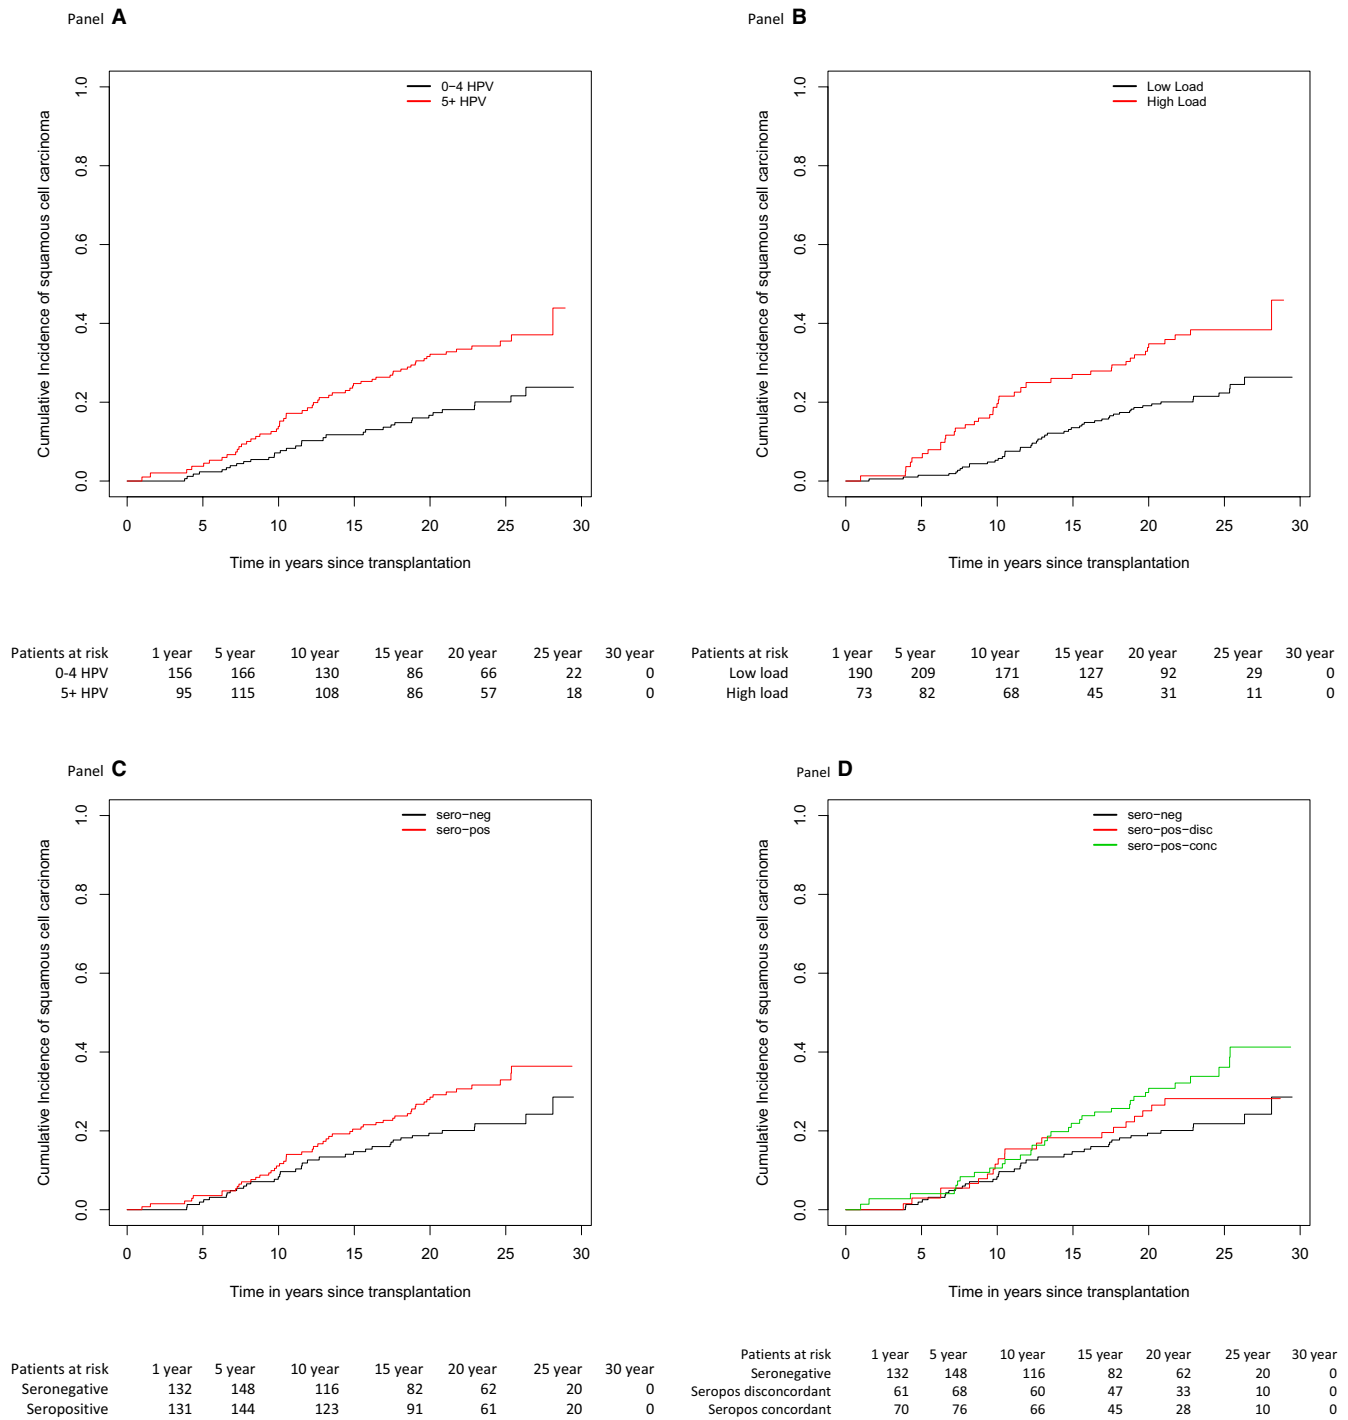 Panel A
Cumulative Incidence of squamous cell carcinoma
1.0
0.8
0.6
0.4
0.2
0.0
0−4 HPV
5+ HPV
0 5 10 15 20 25 30
Time in years since transplantation
Patients at risk 1 year 5 year 10 year 15 year 20 year 25 year 30 year
0-4 HPV 156 166 130 86 66 22 0
5+ HPV 95 115 108 86 57 18 0
Panel B
Cumulative Incidence of squamous cell carcinoma
1.0
0.8
0.6
0.4
0.2
0.0
Low Load
High Load
0 5 10 15 20 25 30
Time in years since transplantation
Patients at risk 1 year 5 year 10 year 15 year 20 year 25 year 30 year
Low load 190 209 171 127 92 29 0
High load 73 82 68 45 31 11 0
Panel C
Cumulative Incidence of squamous cell carcinoma
1.0
0.8
0.6
0.4
0.2
0.0
sero−neg
sero−pos
0 5 10 15 20 25 30
Time in years since transplantation
Patients at risk 1 year 5 year 10 year 15 year 20 year 25 year 30 year
Seronegative 132 148 116 82 62 20 0
Seropositive 131 144 123 91 61 20 0
Panel D
Cumulative Incidence of squamous cell carcinoma
1.0
0.8
0.6
0.4
0.2
0.0
sero−neg
sero−pos−disc
sero−pos−conc
0 5 10 15 20 25 30
Time in years since transplantation
Patients at risk 1 year 5 year 10 year 15 year 20 year 25 year 30 year
Seronegative 132 148 116 82 62 20 0
Seropos disconcordant 61 68 60 47 33 10 0
Seropos concordant 70 76 66 45 28 10 0